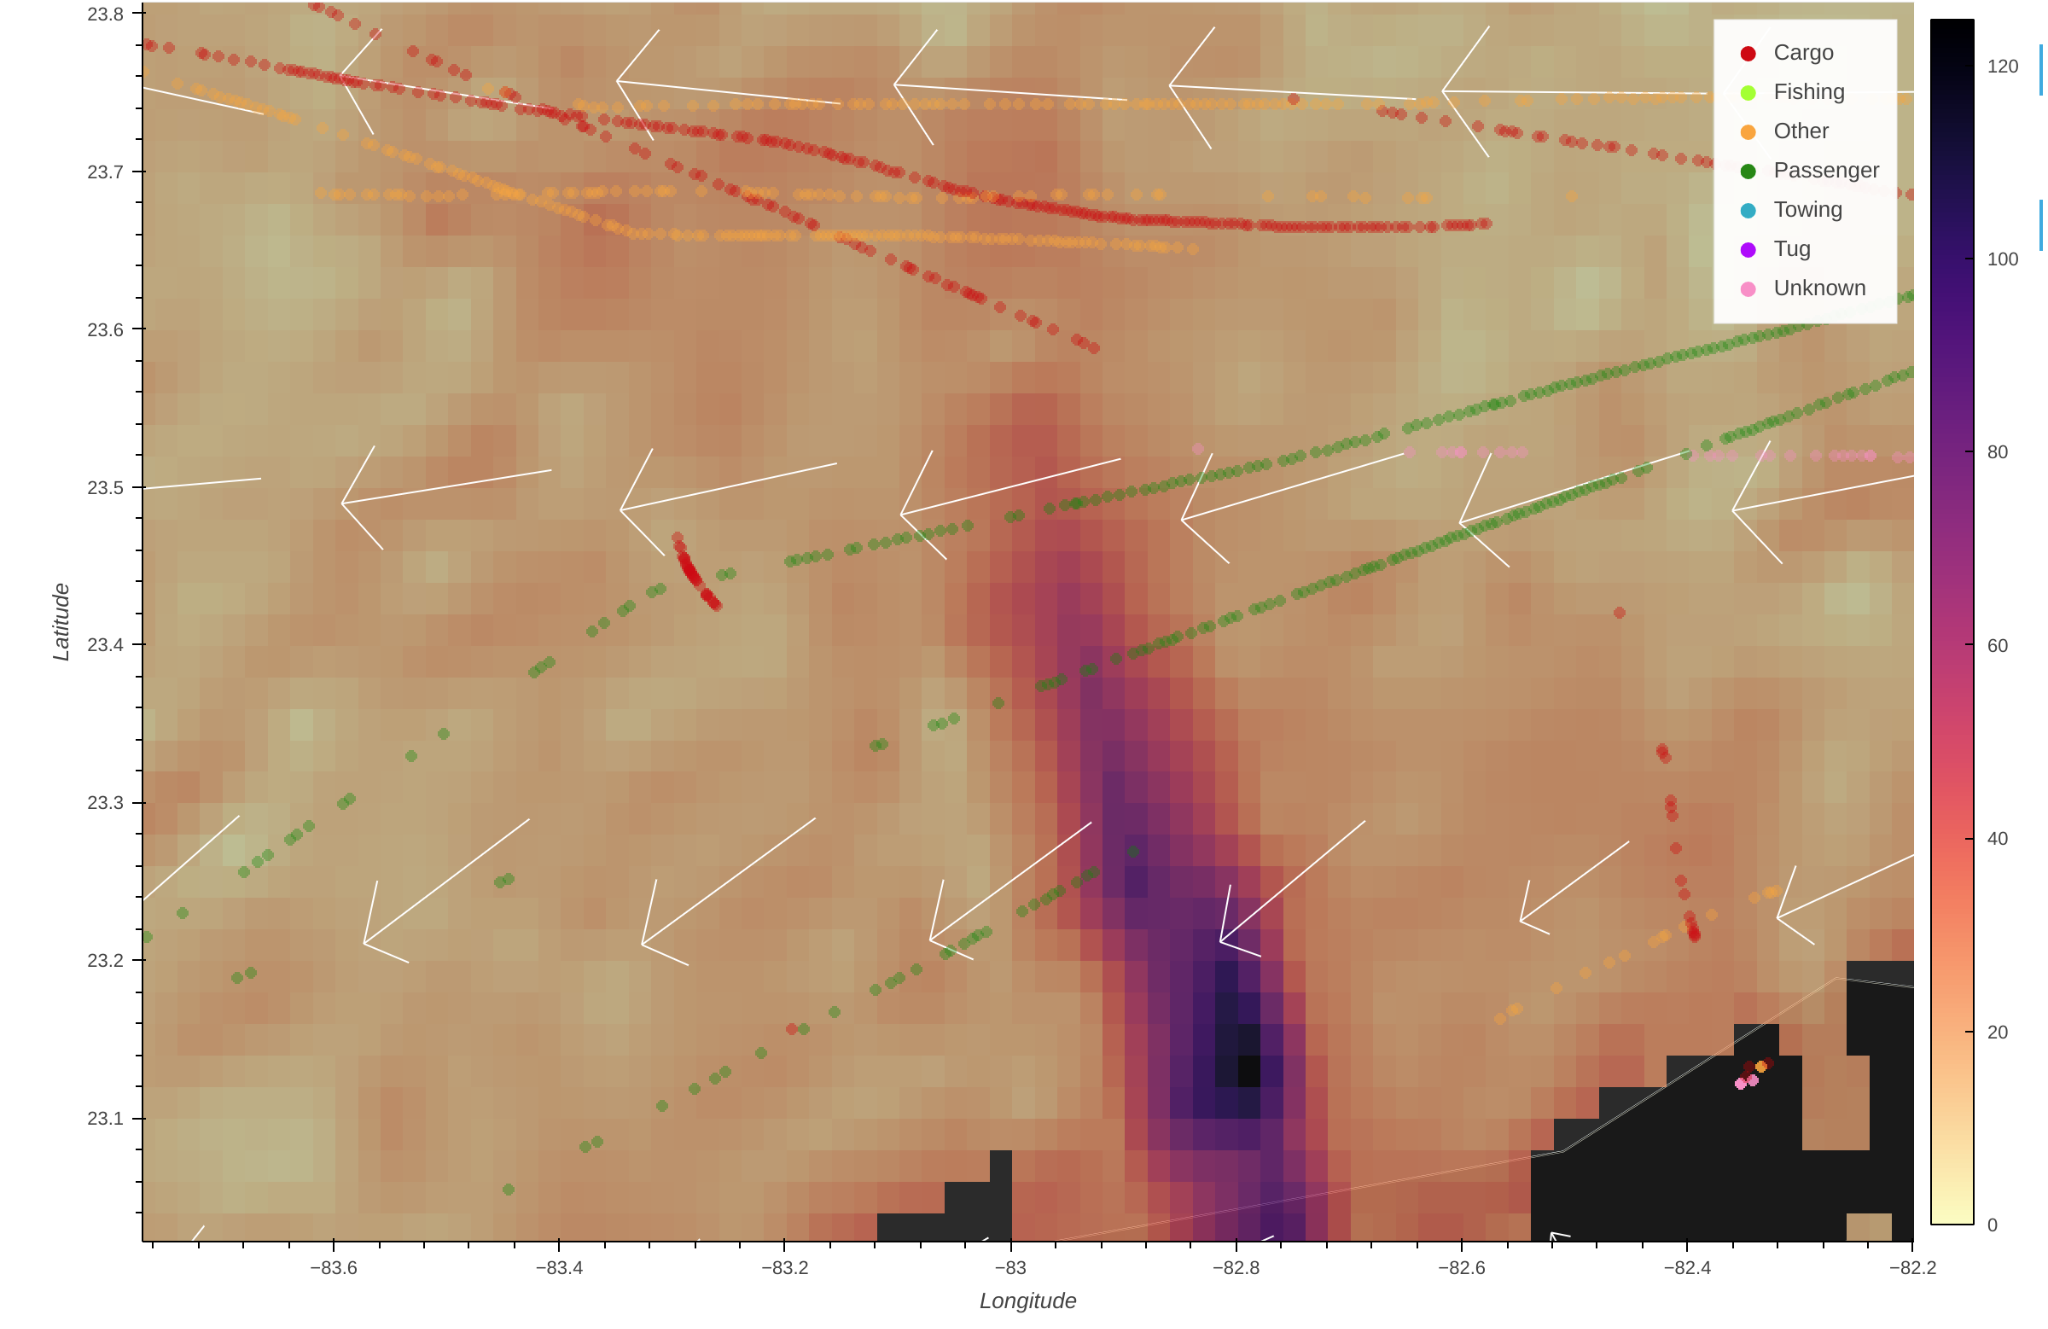 23.8
23.7
23.6
23.5
23.4
23.3
23.2
23.1
Latitude
−83.6
−83.4
−83.2
−83
−82.8
−82.6
−82.4
−82.2
Longitude
Cargo
Fishing
Other
Passenger
Towing
Tug
Unknown
120
100
80
60
40
20
0